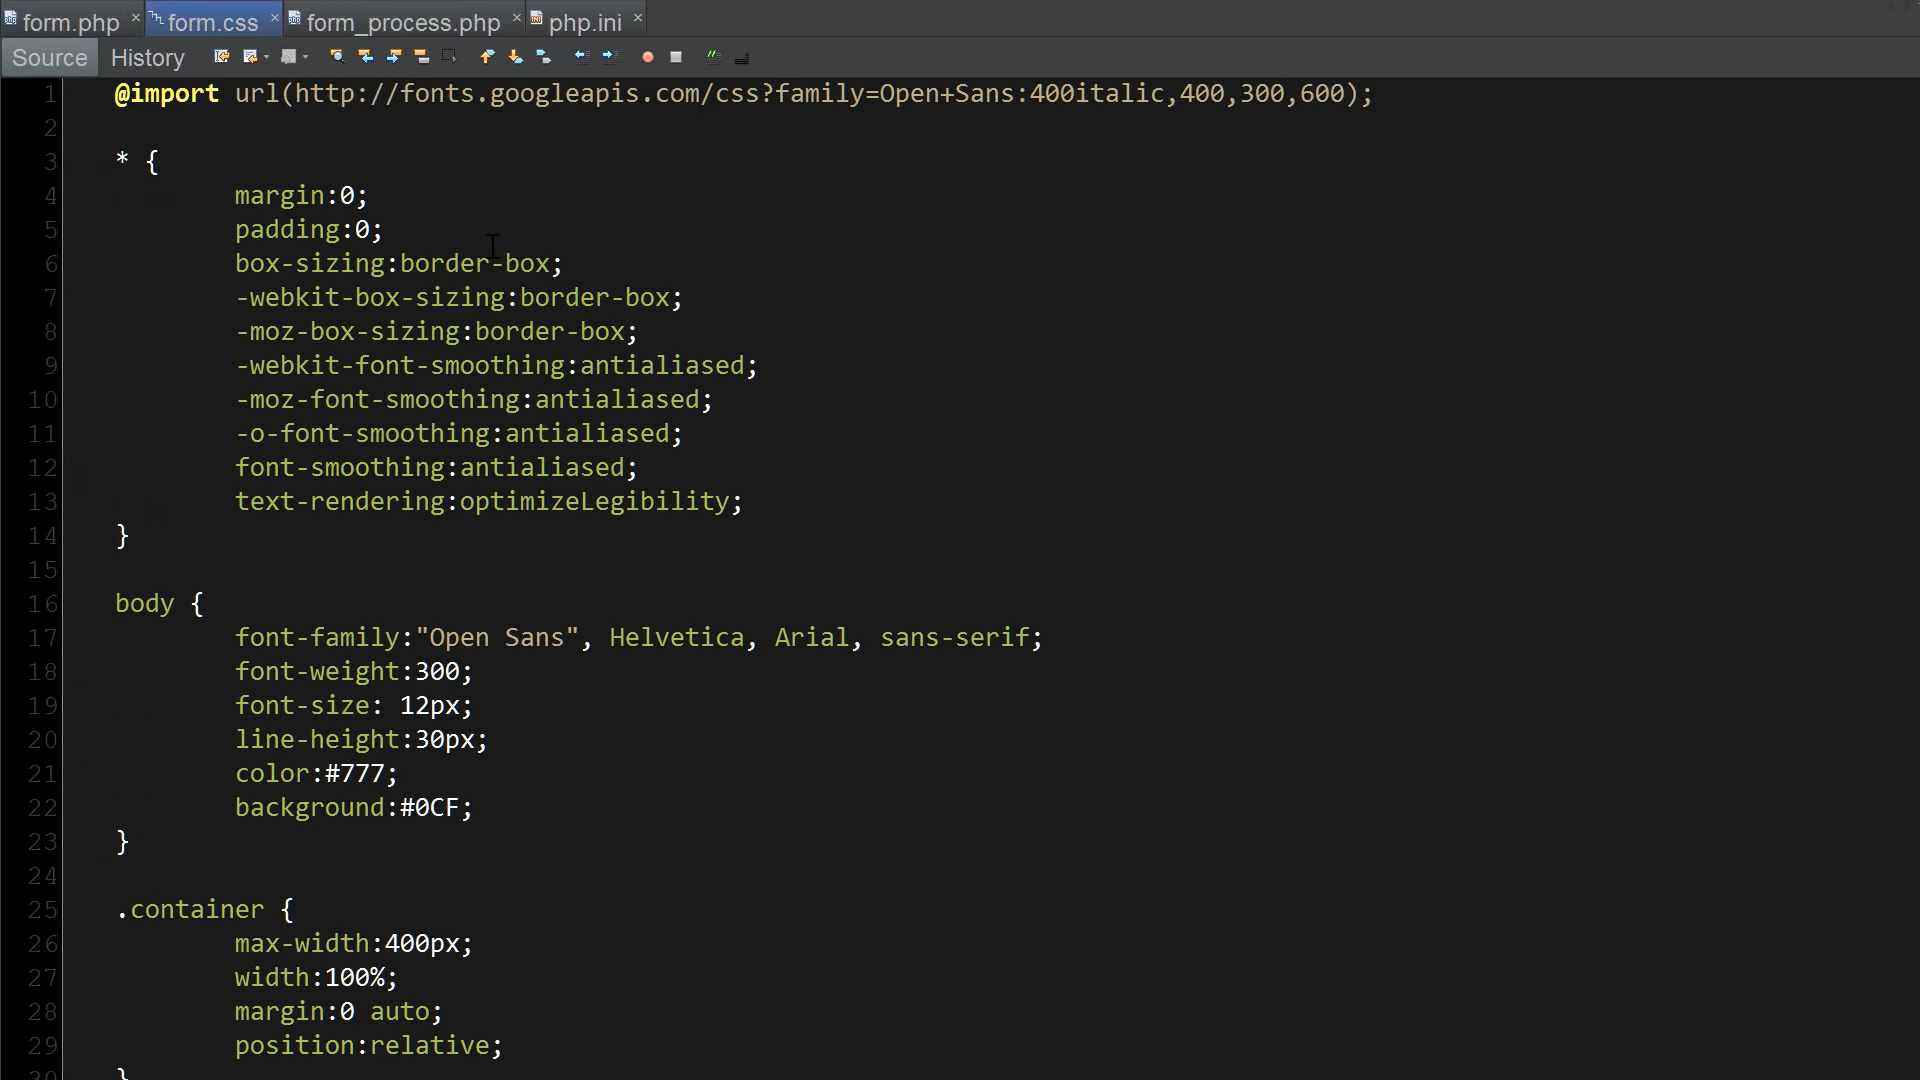 form.php × form.css × form_process.php × php.ini ×
Source History
1 @import url(http://fonts.googleapis.com/css?family=Open+Sans:400italic,400,300,600);
2
3 * {
4 margin:0;
5 padding:0;
6 box-sizing:border-box;
7 -webkit-box-sizing:border-box;
8 -moz-box-sizing:border-box;
9 -webkit-font-smoothing:antialiased;
10 -moz-font-smoothing:antialiased;
11 -o-font-smoothing:antialiased;
12 font-smoothing:antialiased;
13 text-rendering:optimizeLegibility;
14 }
15
16 body {
17 font-family:"Open Sans", Helvetica, Arial, sans-serif;
18 font-weight:300;
19 font-size: 12px;
20 line-height:30px;
21 color:#777;
22 background:#0CF;
23 }
24
25 .container {
26 max-width:400px;
27 width:100%;
28 margin:0 auto;
29 position:relative;
30 }